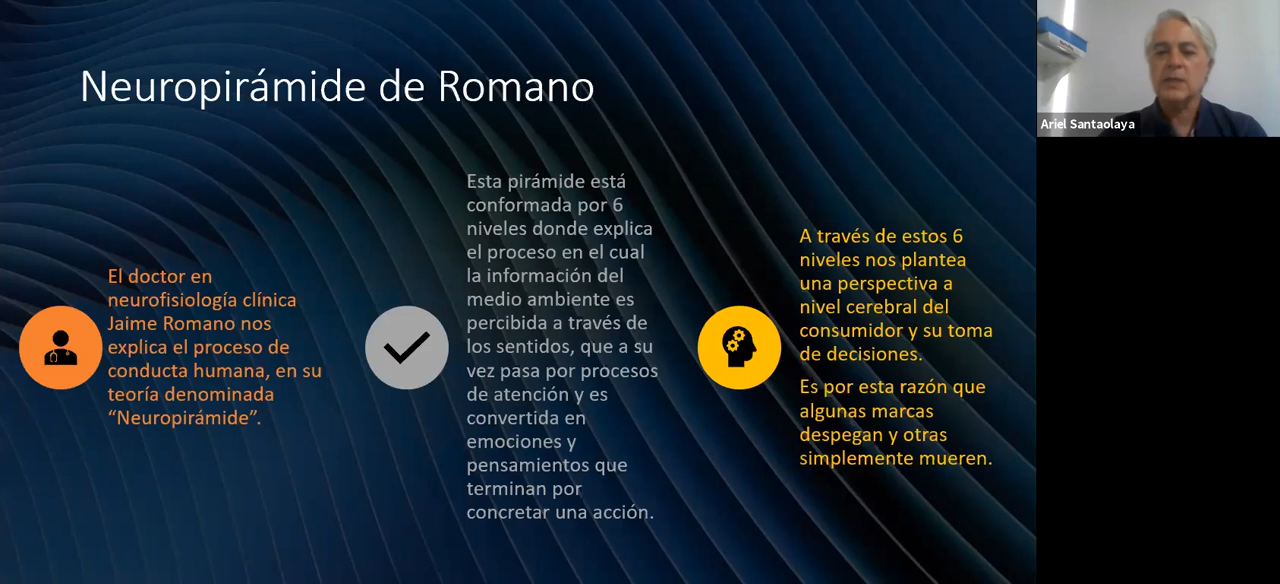 Neuropirámide de Romano
El doctor en
neurofisiología clínica
Jaime Romano nos
explica el proceso de
conducta humana, en su
teoría denominada
“Neuropirámide”.
Esta pirámide está
conformada por 6
niveles donde explica
el proceso en el cual
la información del
medio ambiente es
percibida a través de
los sentidos, que a su
vez pasa por procesos
de atención y es
convertida en
emociones y
pensamientos que
terminan por
concretar una acción.
A través de estos 6
niveles nos plantea
una perspectiva a
nivel cerebral del
consumidor y su toma
de decisiones.
Es por esta razón que
algunas marcas
despegan y otras
simplemente mueren.
Ariel Santaolaya